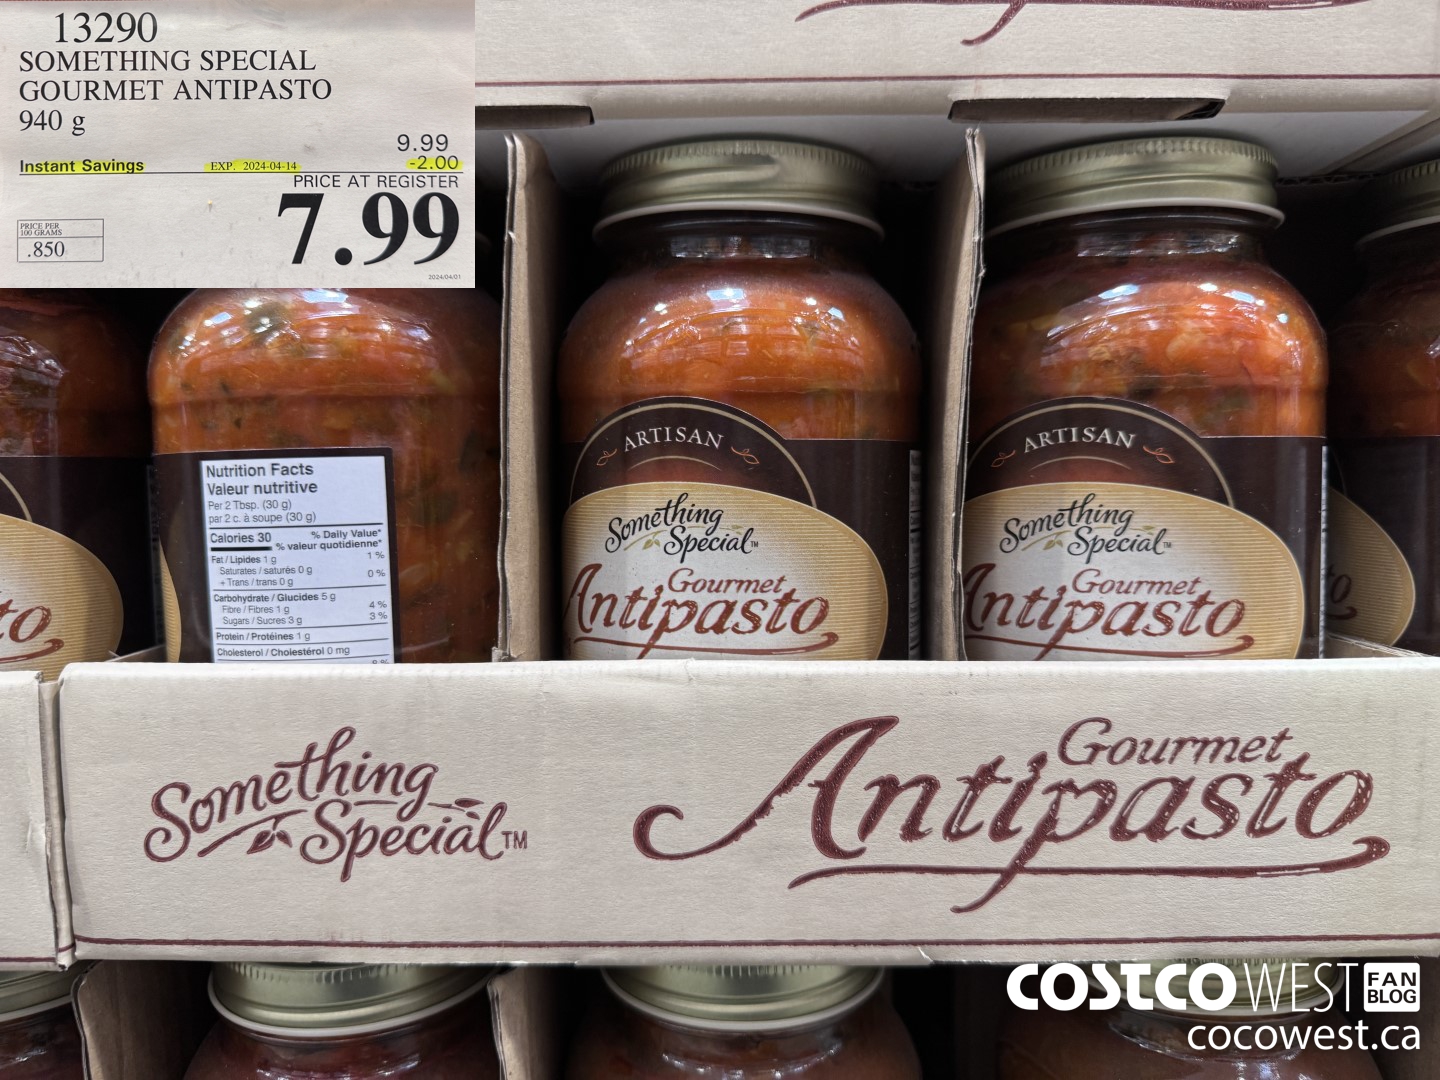 13290
SOMETHING SPECIAL
GOURMET ANTIPASTO
940 g
9.99
Instant Savings EXP. 2024-04-14 -2.00
PRICE AT REGISTER
7.99
PRICE PER
100 GRAMS
.850
2024/04/01
Nutrition Facts
Valeur nutritive
Per 2 Tbsp. (30 g)
par 2 c. à soupe (30 g)
Calories 30 % Daily Value*
% valeur quotidienne*
Fat / Lipides 1 g 1 %
Saturates / saturés 0 g
+ Trans / trans 0 g 0 %
Carbohydrate / Glucides 5 g
Fibre / Fibres 1 g 4 %
Sugars / Sucres 3 g 3 %
Protein / Protéines 1 g
Cholesterol / Cholestérol 0 mg
ARTISAN
Something
Special™
Gourmet
Antipasto
ARTISAN
Something
Special™
Gourmet
Antipasto
to
to
Something
Special™
Gourmet
Antipasto
COSTCO WEST FAN
BLOG
cocowest.ca